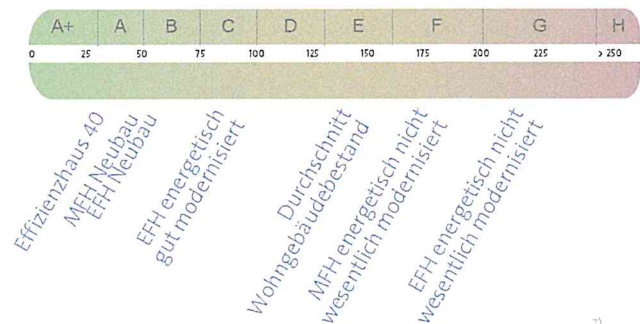 A+ A B C D E F G H
0 25 50 75 100 125 150 175 200 225 > 250
Effizienzhaus 40
MFH Neubau
EFH Neubau
EFH energetisch
gut modernisiert
Durchschnitt
Wohngebäudebestand
MFH energetisch nicht
wesentlich modernisiert
EFH energetisch nicht
wesentlich modernisiert